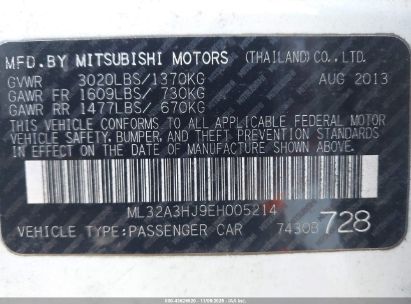 MFD.BY MITSUBISHI MOTORS (THAILAND) CO., LTD.
GVWR 3020LBS/1370KG AUG 2013
GAWR FR 1609LBS/ 730KG
GAWR RR 1477LBS/ 670KG
THIS VEHICLE CONFORMS TO ALL APPLICABLE FEDERAL MOTOR
VEHICLE SAFETY, BUMPER, AND THEFT PREVENTION STANDARDS
IN EFFECT ON THE DATE OF MANUFACTURE SHOWN ABOVE.
ML32A3HJ9EH005214
VEHICLE TYPE:PASSENGER CAR 74308 728